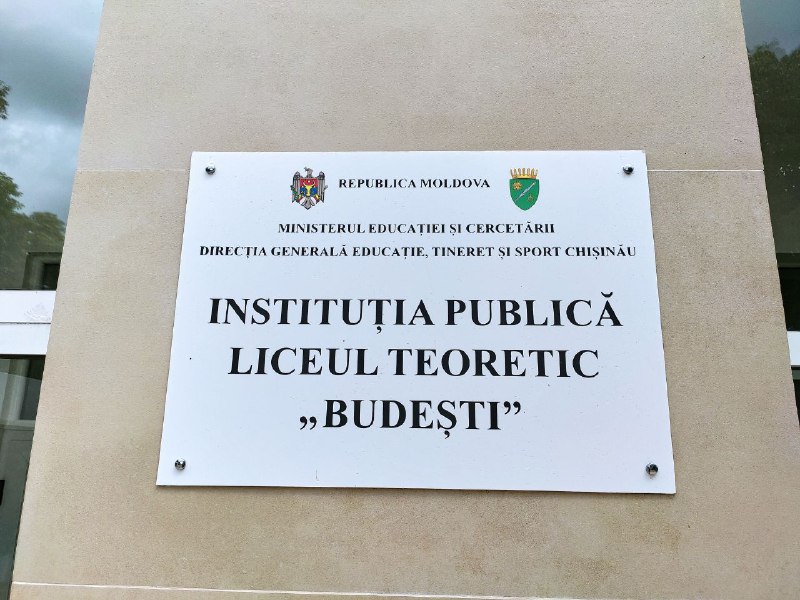 REPUBLICA MOLDOVA
MINISTERUL EDUCAȚIEI ȘI CERCETĂRII
DIRECȚIA GENERALĂ EDUCAȚIE, TINERET ȘI SPORT CHIȘINĂU
INSTITUȚIA PUBLICĂ
LICEUL TEORETIC
„BUDEȘTI”